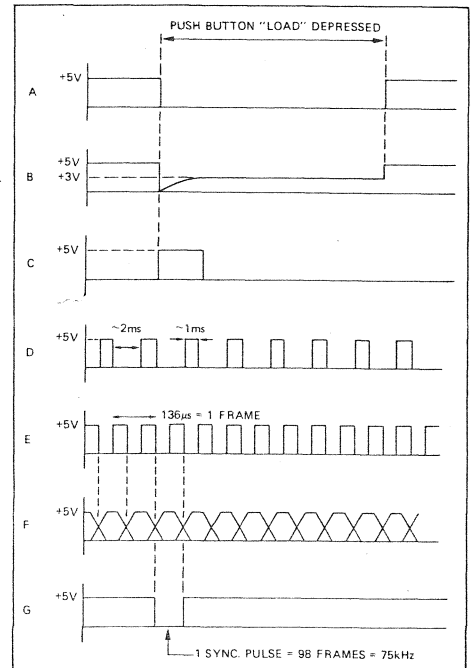 PUSH BUTTON "LOAD" DEPRESSED
A
+5V
B
+5V
+3V
C
+5V
D
+5V
~2ms
~1ms
E
+5V
136μs = 1 FRAME
F
+5V
G
+5V
1 SYNC. PULSE = 98 FRAMES = 75kHz